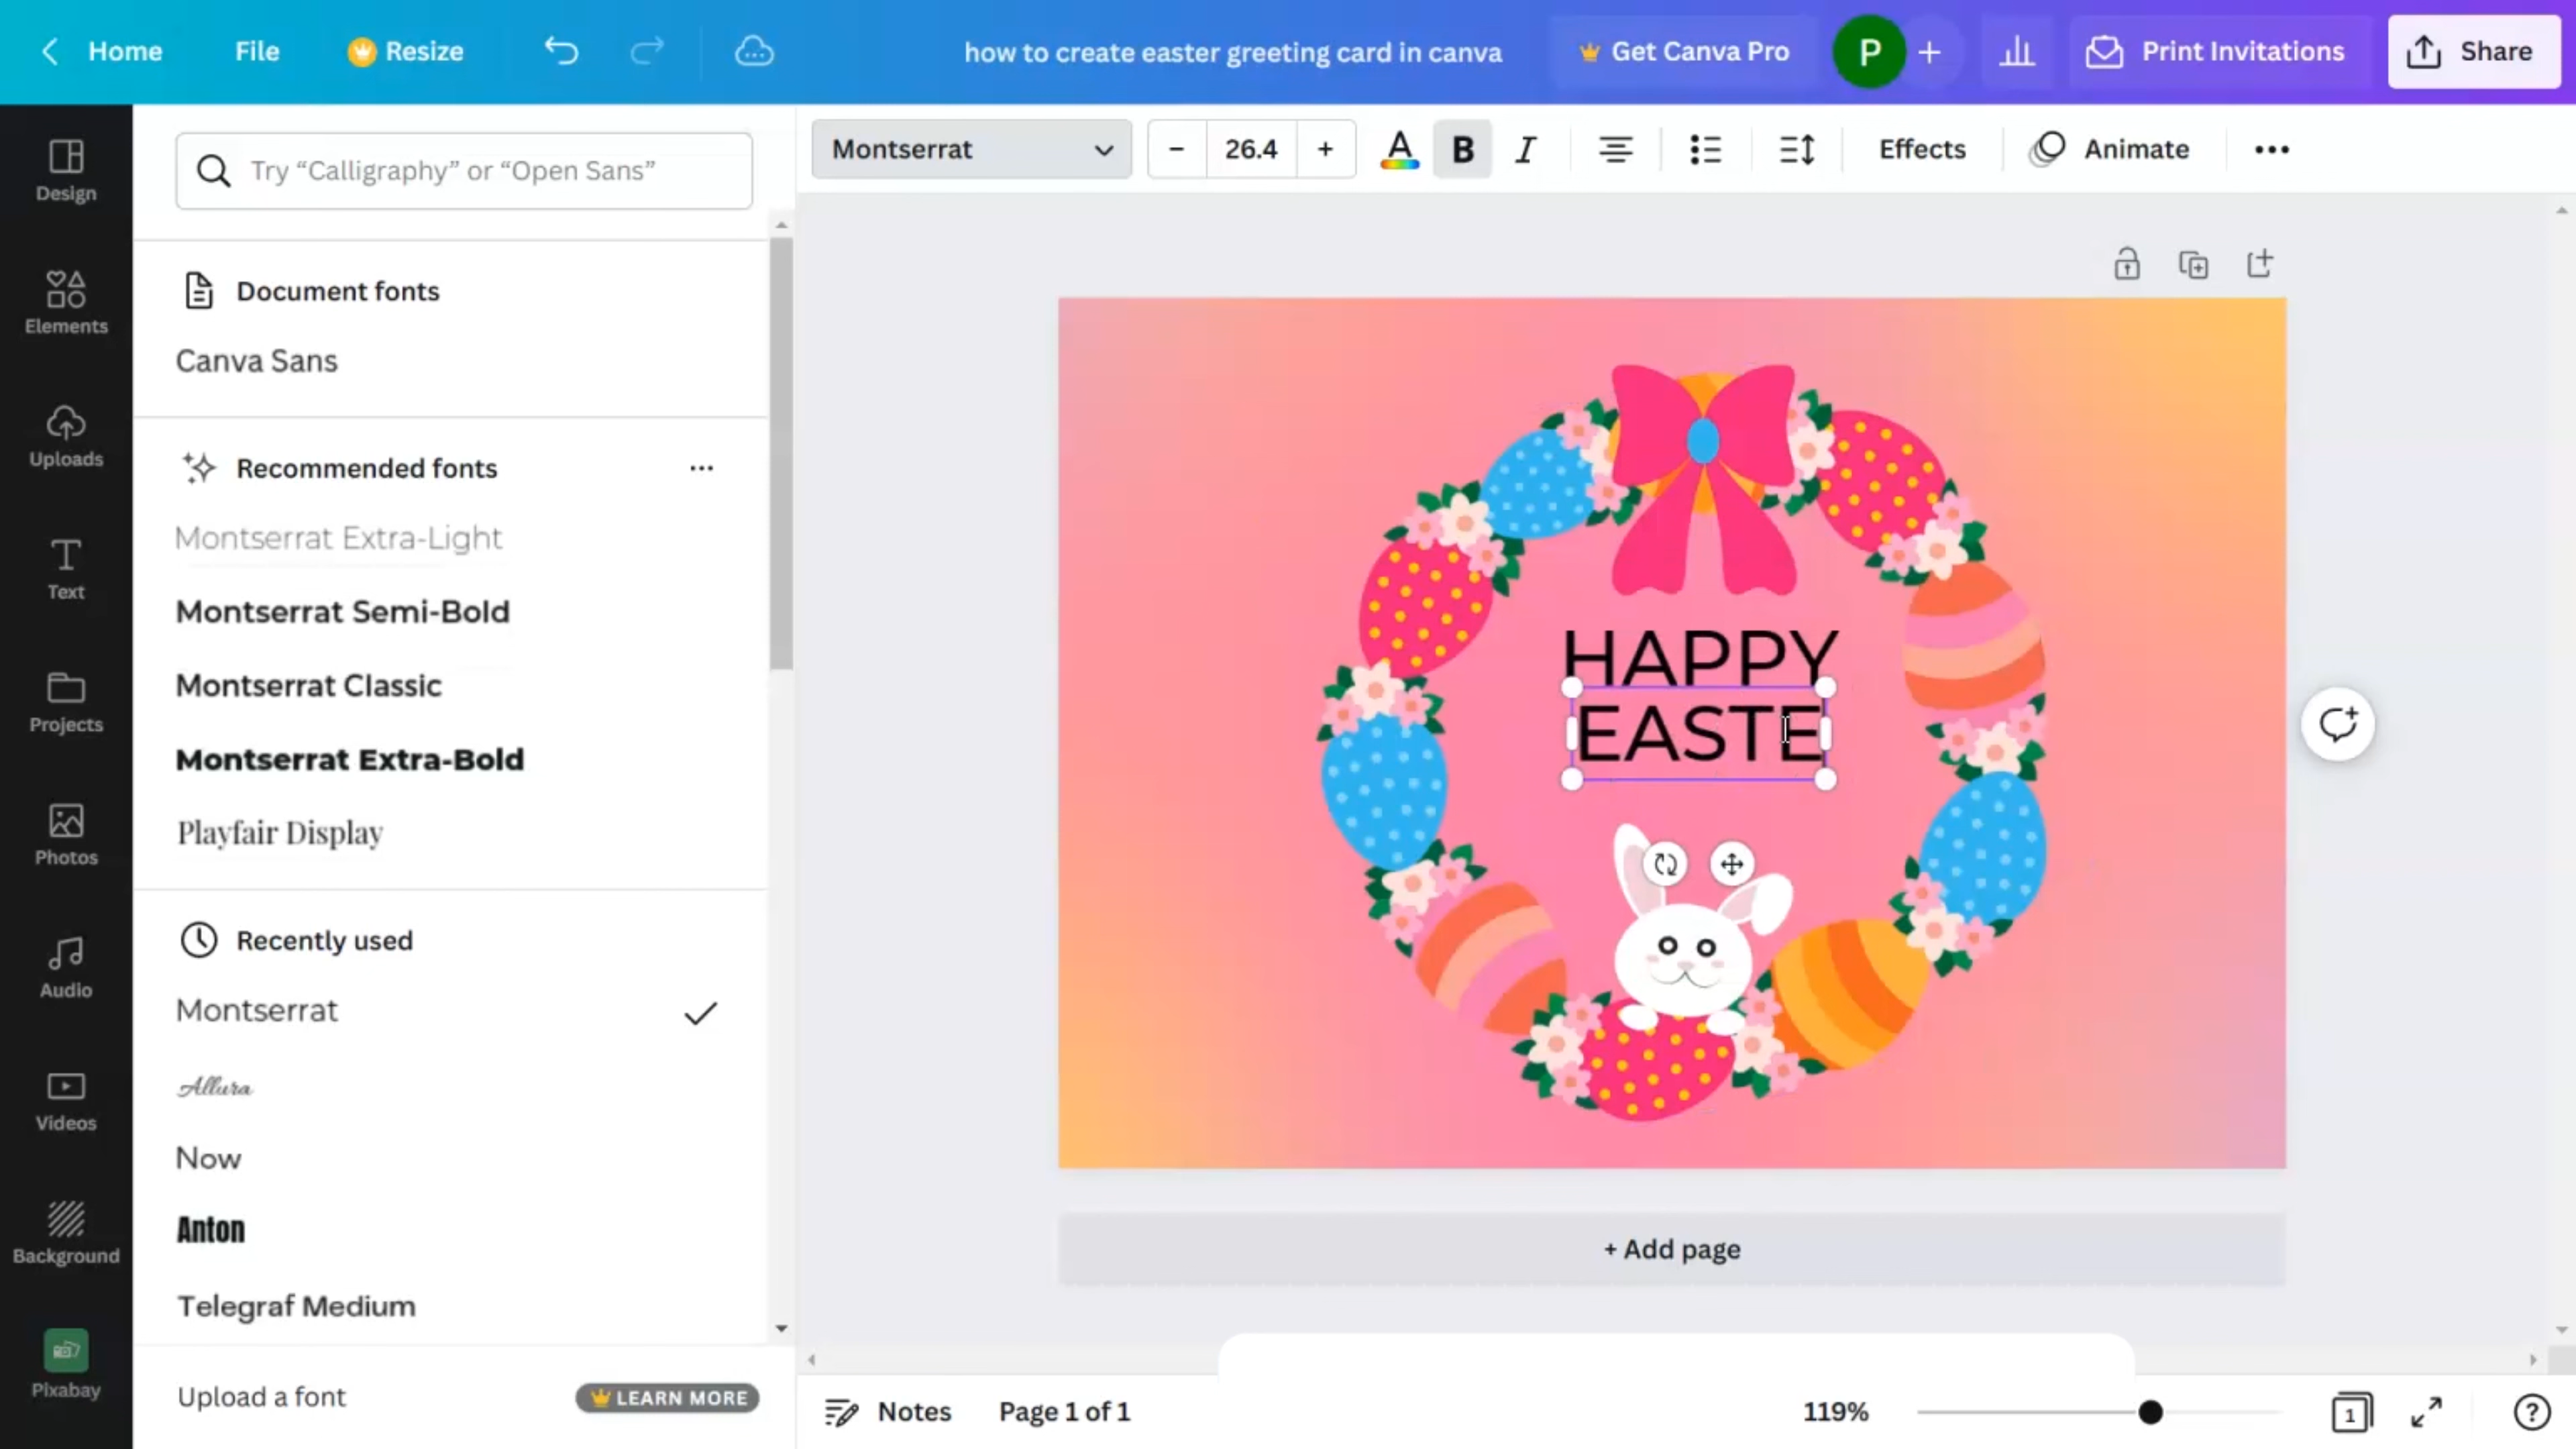 Home File Resize how to create easter greeting card in canva Get Canva Pro P + Print Invitations Share
Montserrat − 26.4 + A B I Effects Animate
Design
Elements
Uploads
Text
Projects
Photos
Audio
Videos
Background
Pixabay
Try “Calligraphy” or “Open Sans”
Document fonts
Canva Sans
Recommended fonts
Montserrat Extra-Light
Montserrat Semi-Bold
Montserrat Classic
Montserrat Extra-Bold
Playfair Display
Recently used
Montserrat
Allura
Now
Anton
Telegraf Medium
Upload a font LEARN MORE
HAPPY
EASTE
+ Add page
Notes Page 1 of 1 119% 1 ?